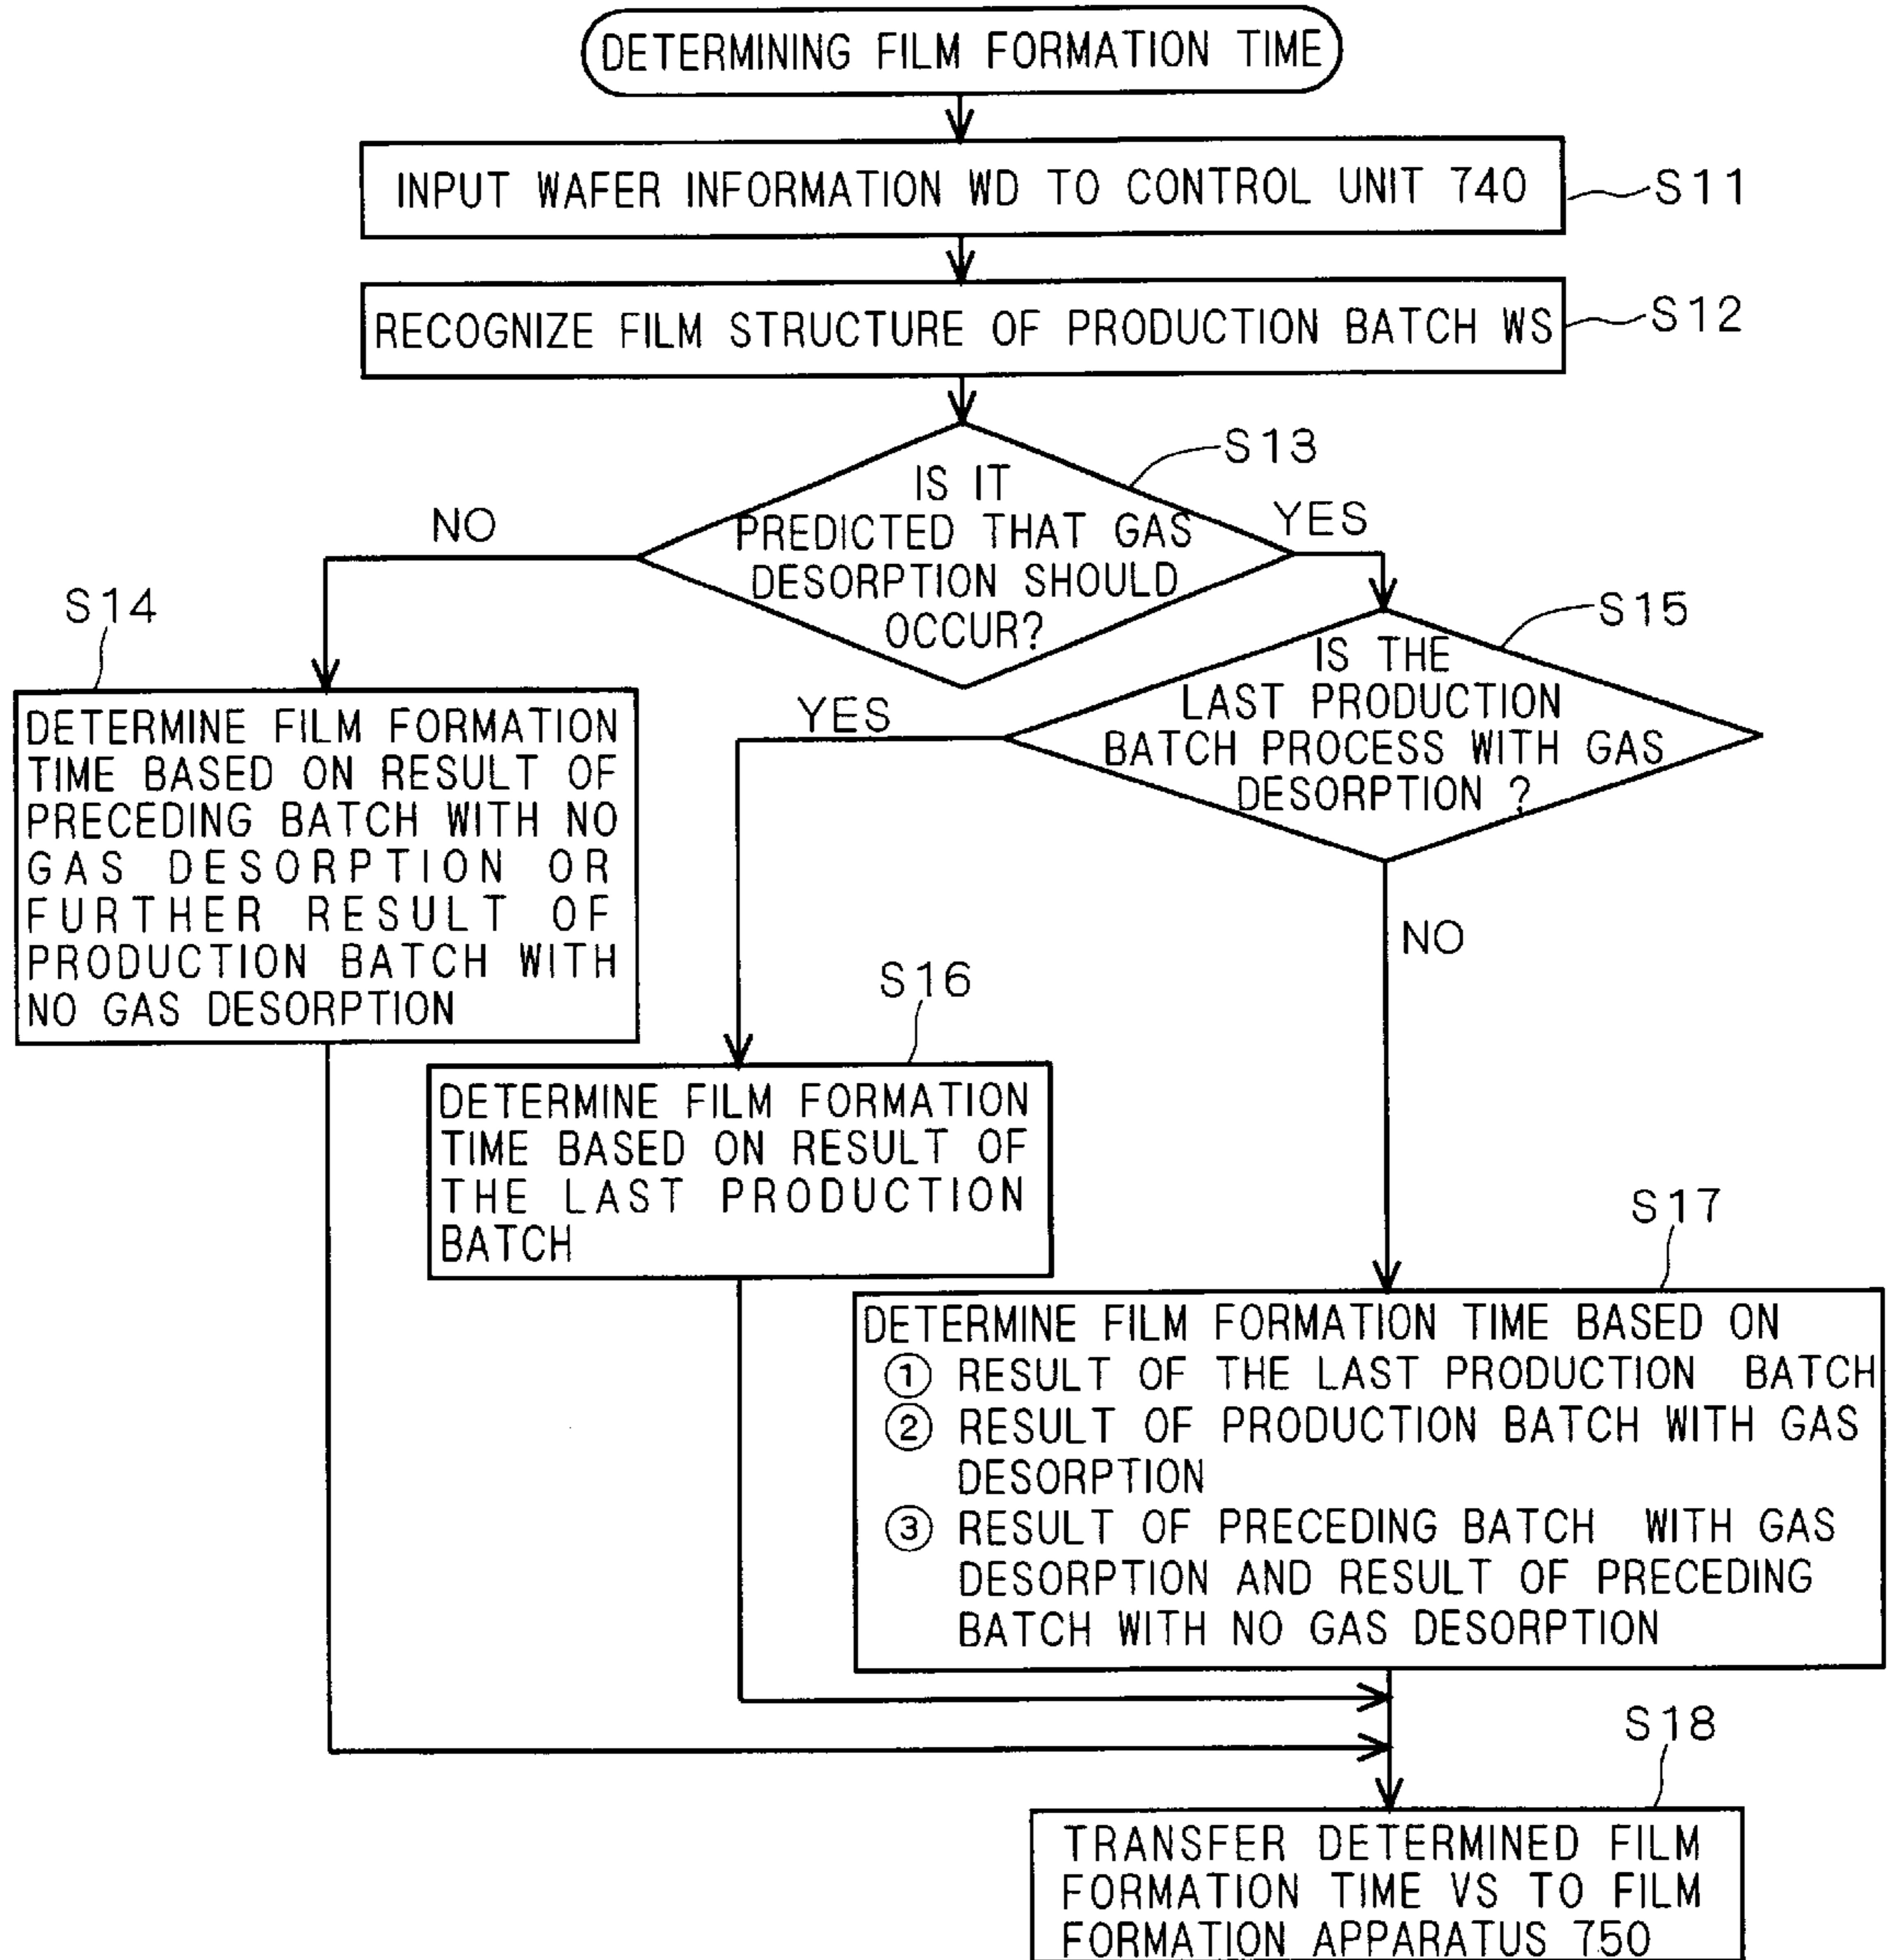 DETERMINING FILM FORMATION TIME
INPUT WAFER INFORMATION WD TO CONTROL UNIT 740
S11
RECOGNIZE FILM STRUCTURE OF PRODUCTION BATCH WS
S12
S13
IS IT
PREDICTED THAT GAS
DESORPTION SHOULD
OCCUR?
NO
YES
S14
DETERMINE FILM FORMATION
TIME BASED ON RESULT OF
PRECEDING BATCH WITH NO
GAS DESORPTION OR
FURTHER RESULT OF
PRODUCTION BATCH WITH
NO GAS DESORPTION
S15
IS THE
LAST PRODUCTION
BATCH PROCESS WITH GAS
DESORPTION ?
YES
NO
S16
DETERMINE FILM FORMATION
TIME BASED ON RESULT OF
THE LAST PRODUCTION
BATCH
S17
DETERMINE FILM FORMATION TIME BASED ON
① RESULT OF THE LAST PRODUCTION BATCH
② RESULT OF PRODUCTION BATCH WITH GAS
DESORPTION
③ RESULT OF PRECEDING BATCH WITH GAS
DESORPTION AND RESULT OF PRECEDING
BATCH WITH NO GAS DESORPTION
S18
TRANSFER DETERMINED FILM
FORMATION TIME VS TO FILM
FORMATION APPARATUS 750